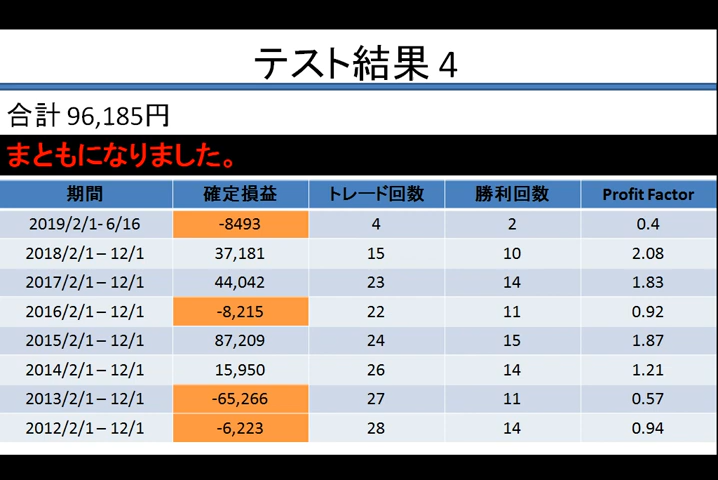 テスト結果 4
合計 96,185円
まともになりました。
期間 確定損益 トレード回数 勝利回数 Profit Factor
2019/2/1- 6/16 -8493 4 2 0.4
2018/2/1 – 12/1 37,181 15 10 2.08
2017/2/1 – 12/1 44,042 23 14 1.83
2016/2/1 – 12/1 -8,215 22 11 0.92
2015/2/1 – 12/1 87,209 24 15 1.87
2014/2/1 – 12/1 15,950 26 14 1.21
2013/2/1 – 12/1 -65,266 27 11 0.57
2012/2/1 – 12/1 -6,223 28 14 0.94